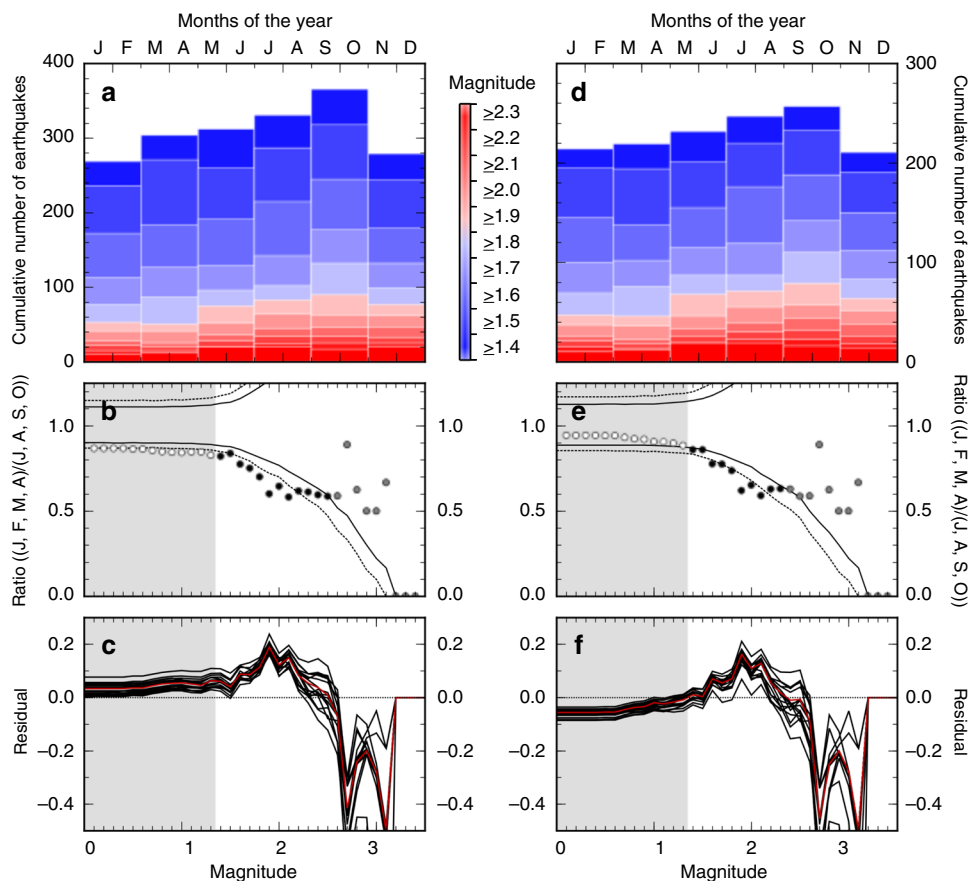 Months of the year
J F M A M J J A S O N D
Months of the year
J F M A M J J A S O N D
a
400
300
200
100
0
Cumulative number of earthquakes
Magnitude
≥2.3
≥2.2
≥2.1
≥2.0
≥1.9
≥1.8
≥1.7
≥1.6
≥1.5
≥1.4
d
300
200
100
0
Cumulative number of earthquakes
b
1.0
0.5
0.0
1.0
0.5
0.0
Ratio ((J, F, M, A)/(J, A, S, O))
e
1.0
0.5
0.0
Ratio ((J, F, M, A)/(J, A, S, O))
c
0.2
0.0
−0.2
−0.4
0.2
0.0
−0.2
−0.4
Residual
f
0.2
0.0
−0.2
−0.4
Residual
0 1 2 3
Magnitude
0 1 2 3
Magnitude